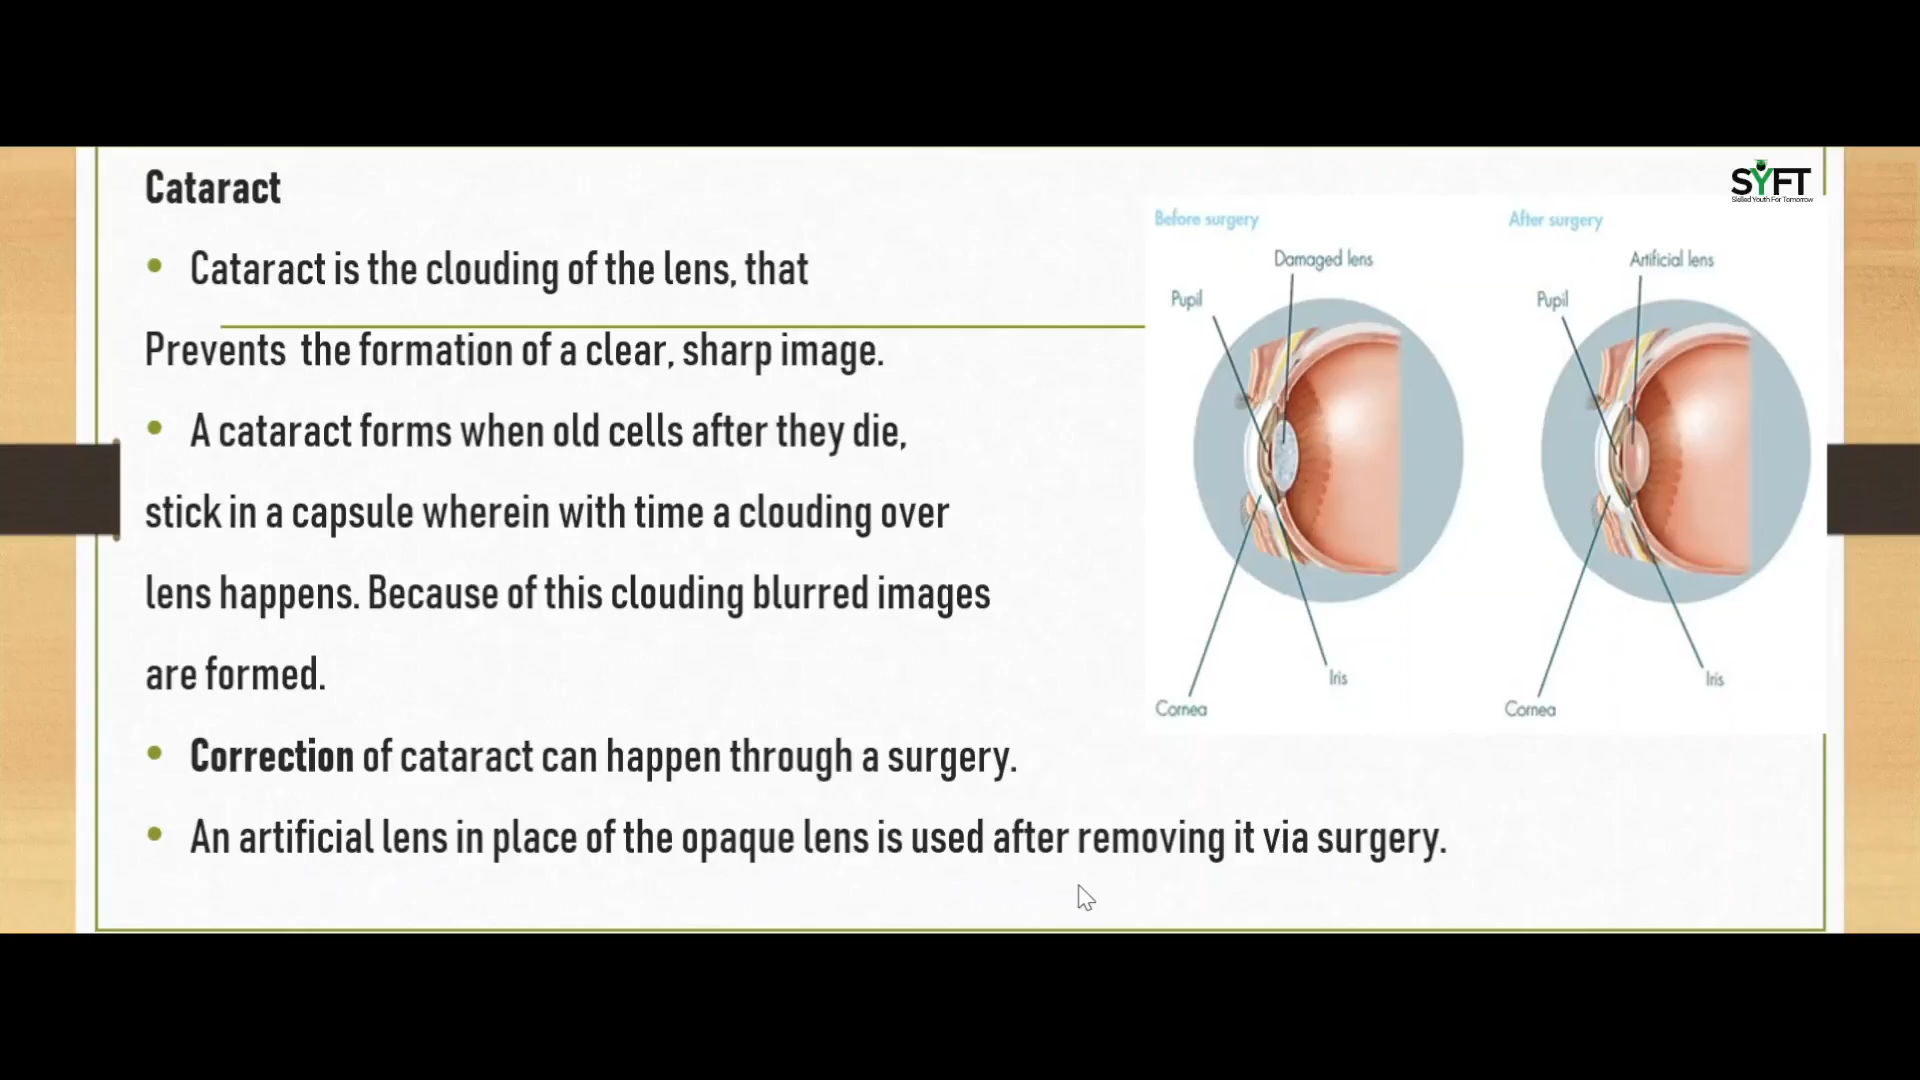 SYFT
Skilled Youth For Tomorrow
Cataract
• Cataract is the clouding of the lens, that
Prevents the formation of a clear, sharp image.
• A cataract forms when old cells after they die,
stick in a capsule wherein with time a clouding over
lens happens. Because of this clouding blurred images
are formed.
• Correction of cataract can happen through a surgery.
• An artificial lens in place of the opaque lens is used after removing it via surgery.
Before surgery
Damaged lens
Pupil
Iris
Cornea
After surgery
Artificial lens
Pupil
Iris
Cornea